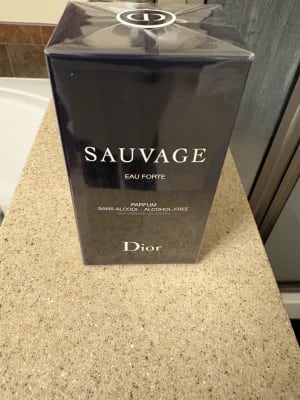 SAUVAGE
EAU FORTE
PARFUM
SANS ALCOOL - ALCOHOL-FREE
Dior